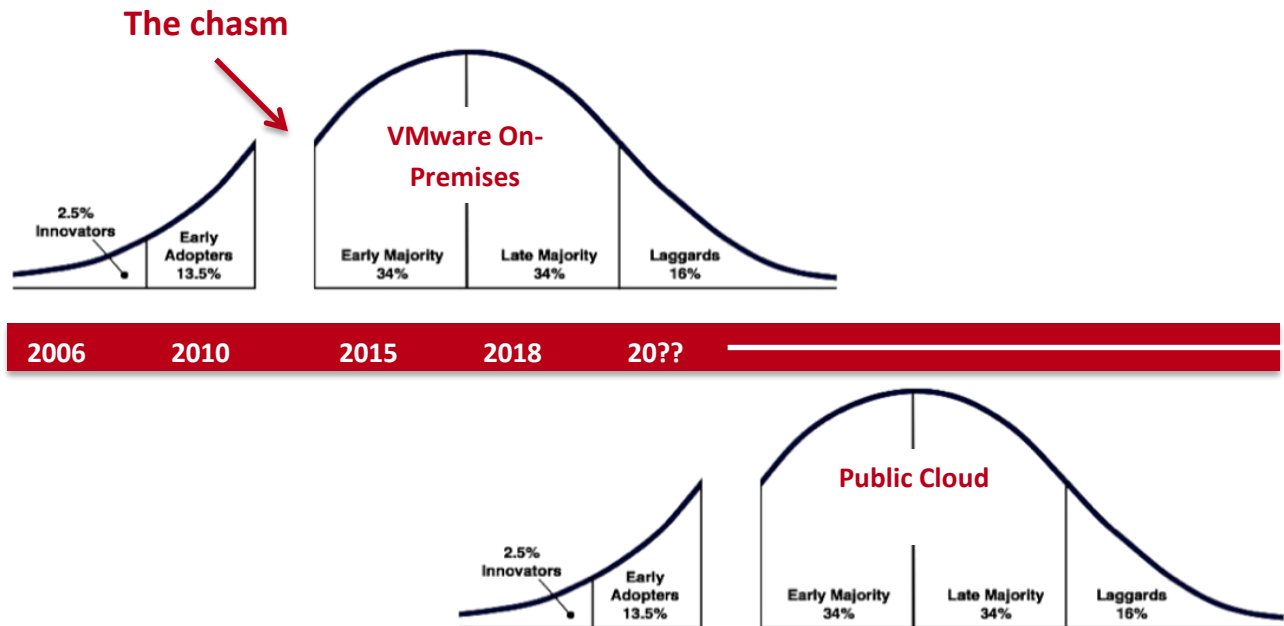 The chasm
VMware On-
Premises
2.5%
Innovators
Early
Adopters
13.5%
Early Majority
34%
Late Majority
34%
Laggards
16%
2006 2010 2015 2018 20??
Public Cloud
2.5%
Innovators
Early
Adopters
13.5%
Early Majority
34%
Late Majority
34%
Laggards
16%